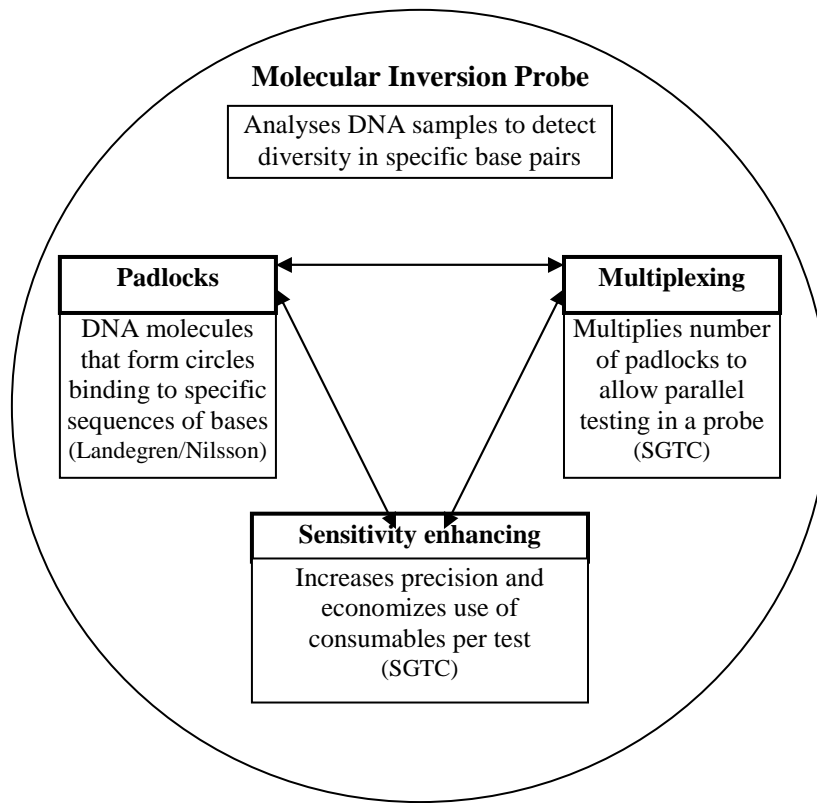 Molecular Inversion Probe
Analyses DNA samples to detect
diversity in specific base pairs
Padlocks
DNA molecules
that form circles
binding to specific
sequences of bases
(Landegren/Nilsson)
Multiplexing
Multiplies number
of padlocks to
allow parallel
testing in a probe
(SGTC)
Sensitivity enhancing
Increases precision and
economizes use of
consumables per test
(SGTC)